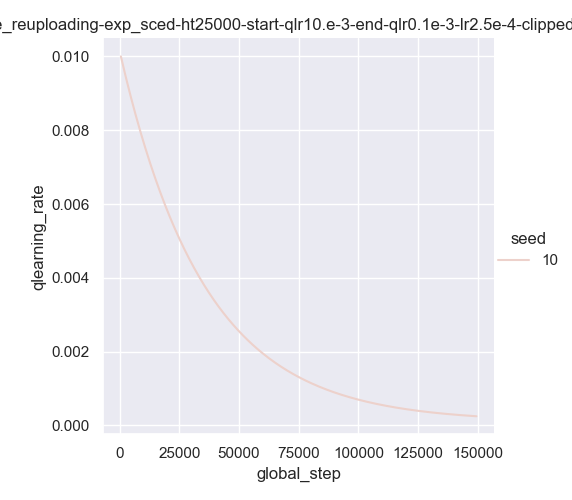 e_reuploading-exp_sced-ht25000-start-qlr10.e-3-end-qlr0.1e-3-lr2.5e-4-clipped
0.010
0.008
0.006
0.004
0.002
0.000
qlearning_rate
0 25000 50000 75000 100000 125000 150000
global_step
seed
10